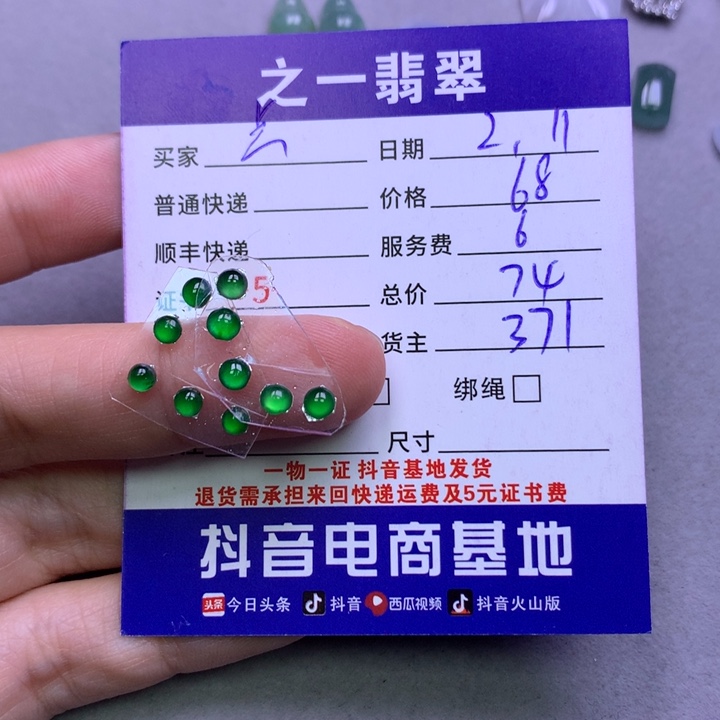 之一翡翠
买家 云 日期 2.11
普通快递 价格 68
顺丰快递 服务费 6
证 5 总价 74
货主 371
绑绳
尺寸
一物一证 抖音基地发货
退货需承担来回快递运费及5元证书费
抖音电商基地
头条 今日头条 抖音 西瓜视频 抖音火山版